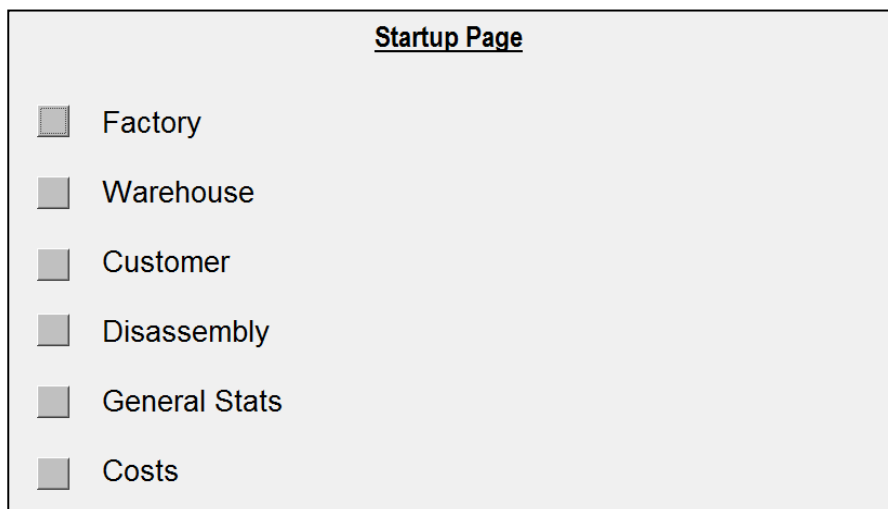 Startup Page
Factory
Warehouse
Customer
Disassembly
General Stats
Costs